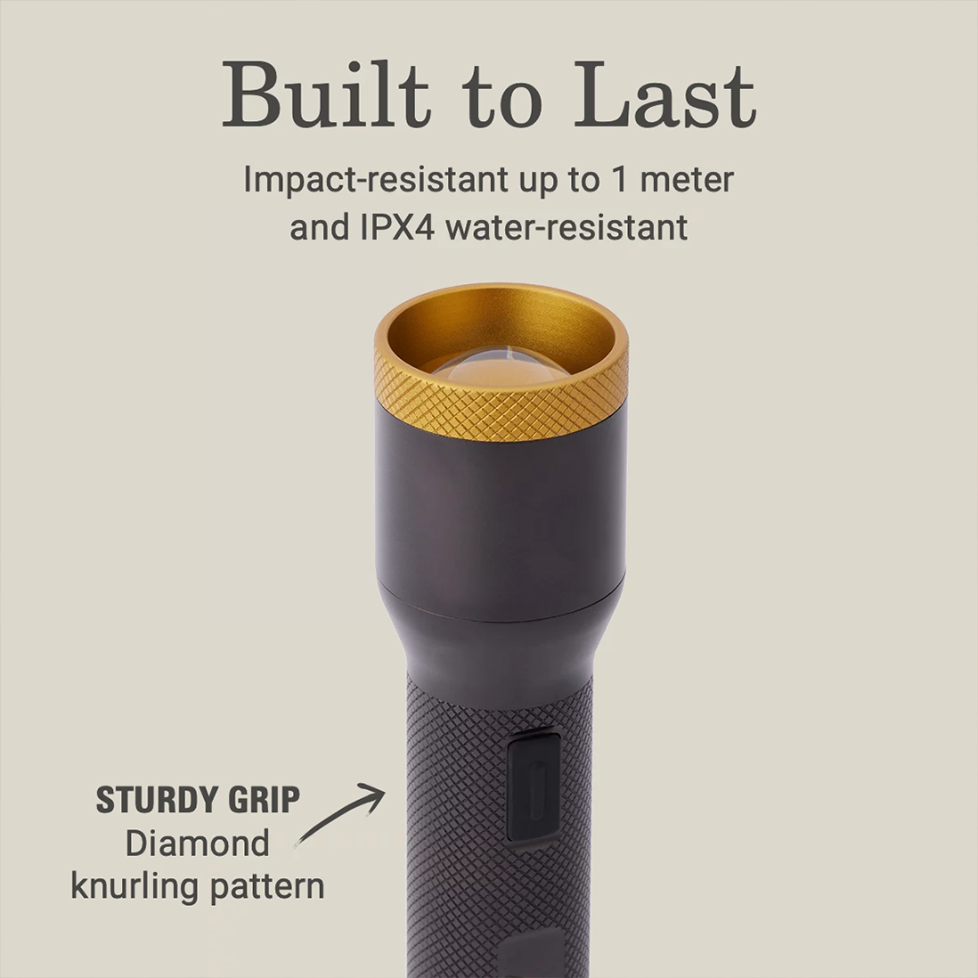 Built to Last
Impact-resistant up to 1 meter
and IPX4 water-resistant
STURDY GRIP
Diamond
knurling pattern